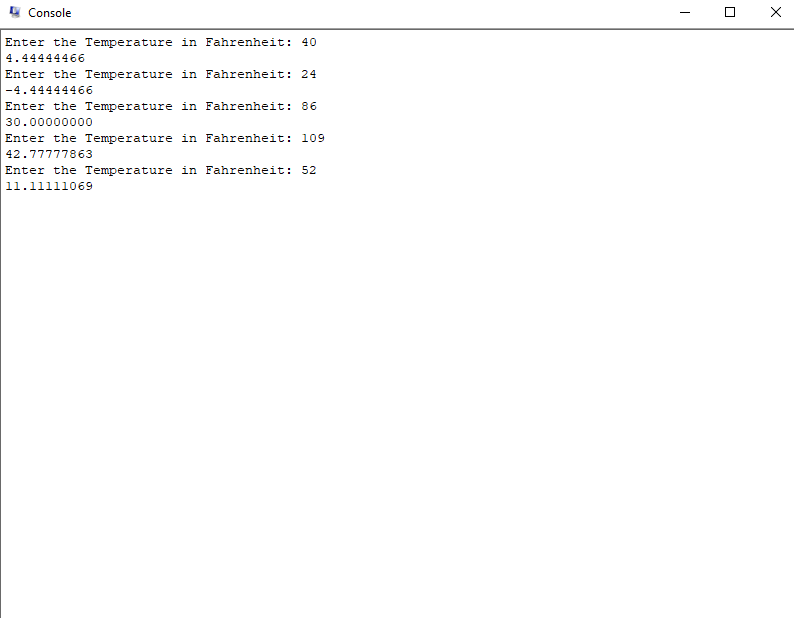 Console
Enter the Temperature in Fahrenheit: 40
4.44444466
Enter the Temperature in Fahrenheit: 24
-4.44444466
Enter the Temperature in Fahrenheit: 86
30.00000000
Enter the Temperature in Fahrenheit: 109
42.77777863
Enter the Temperature in Fahrenheit: 52
11.11111069